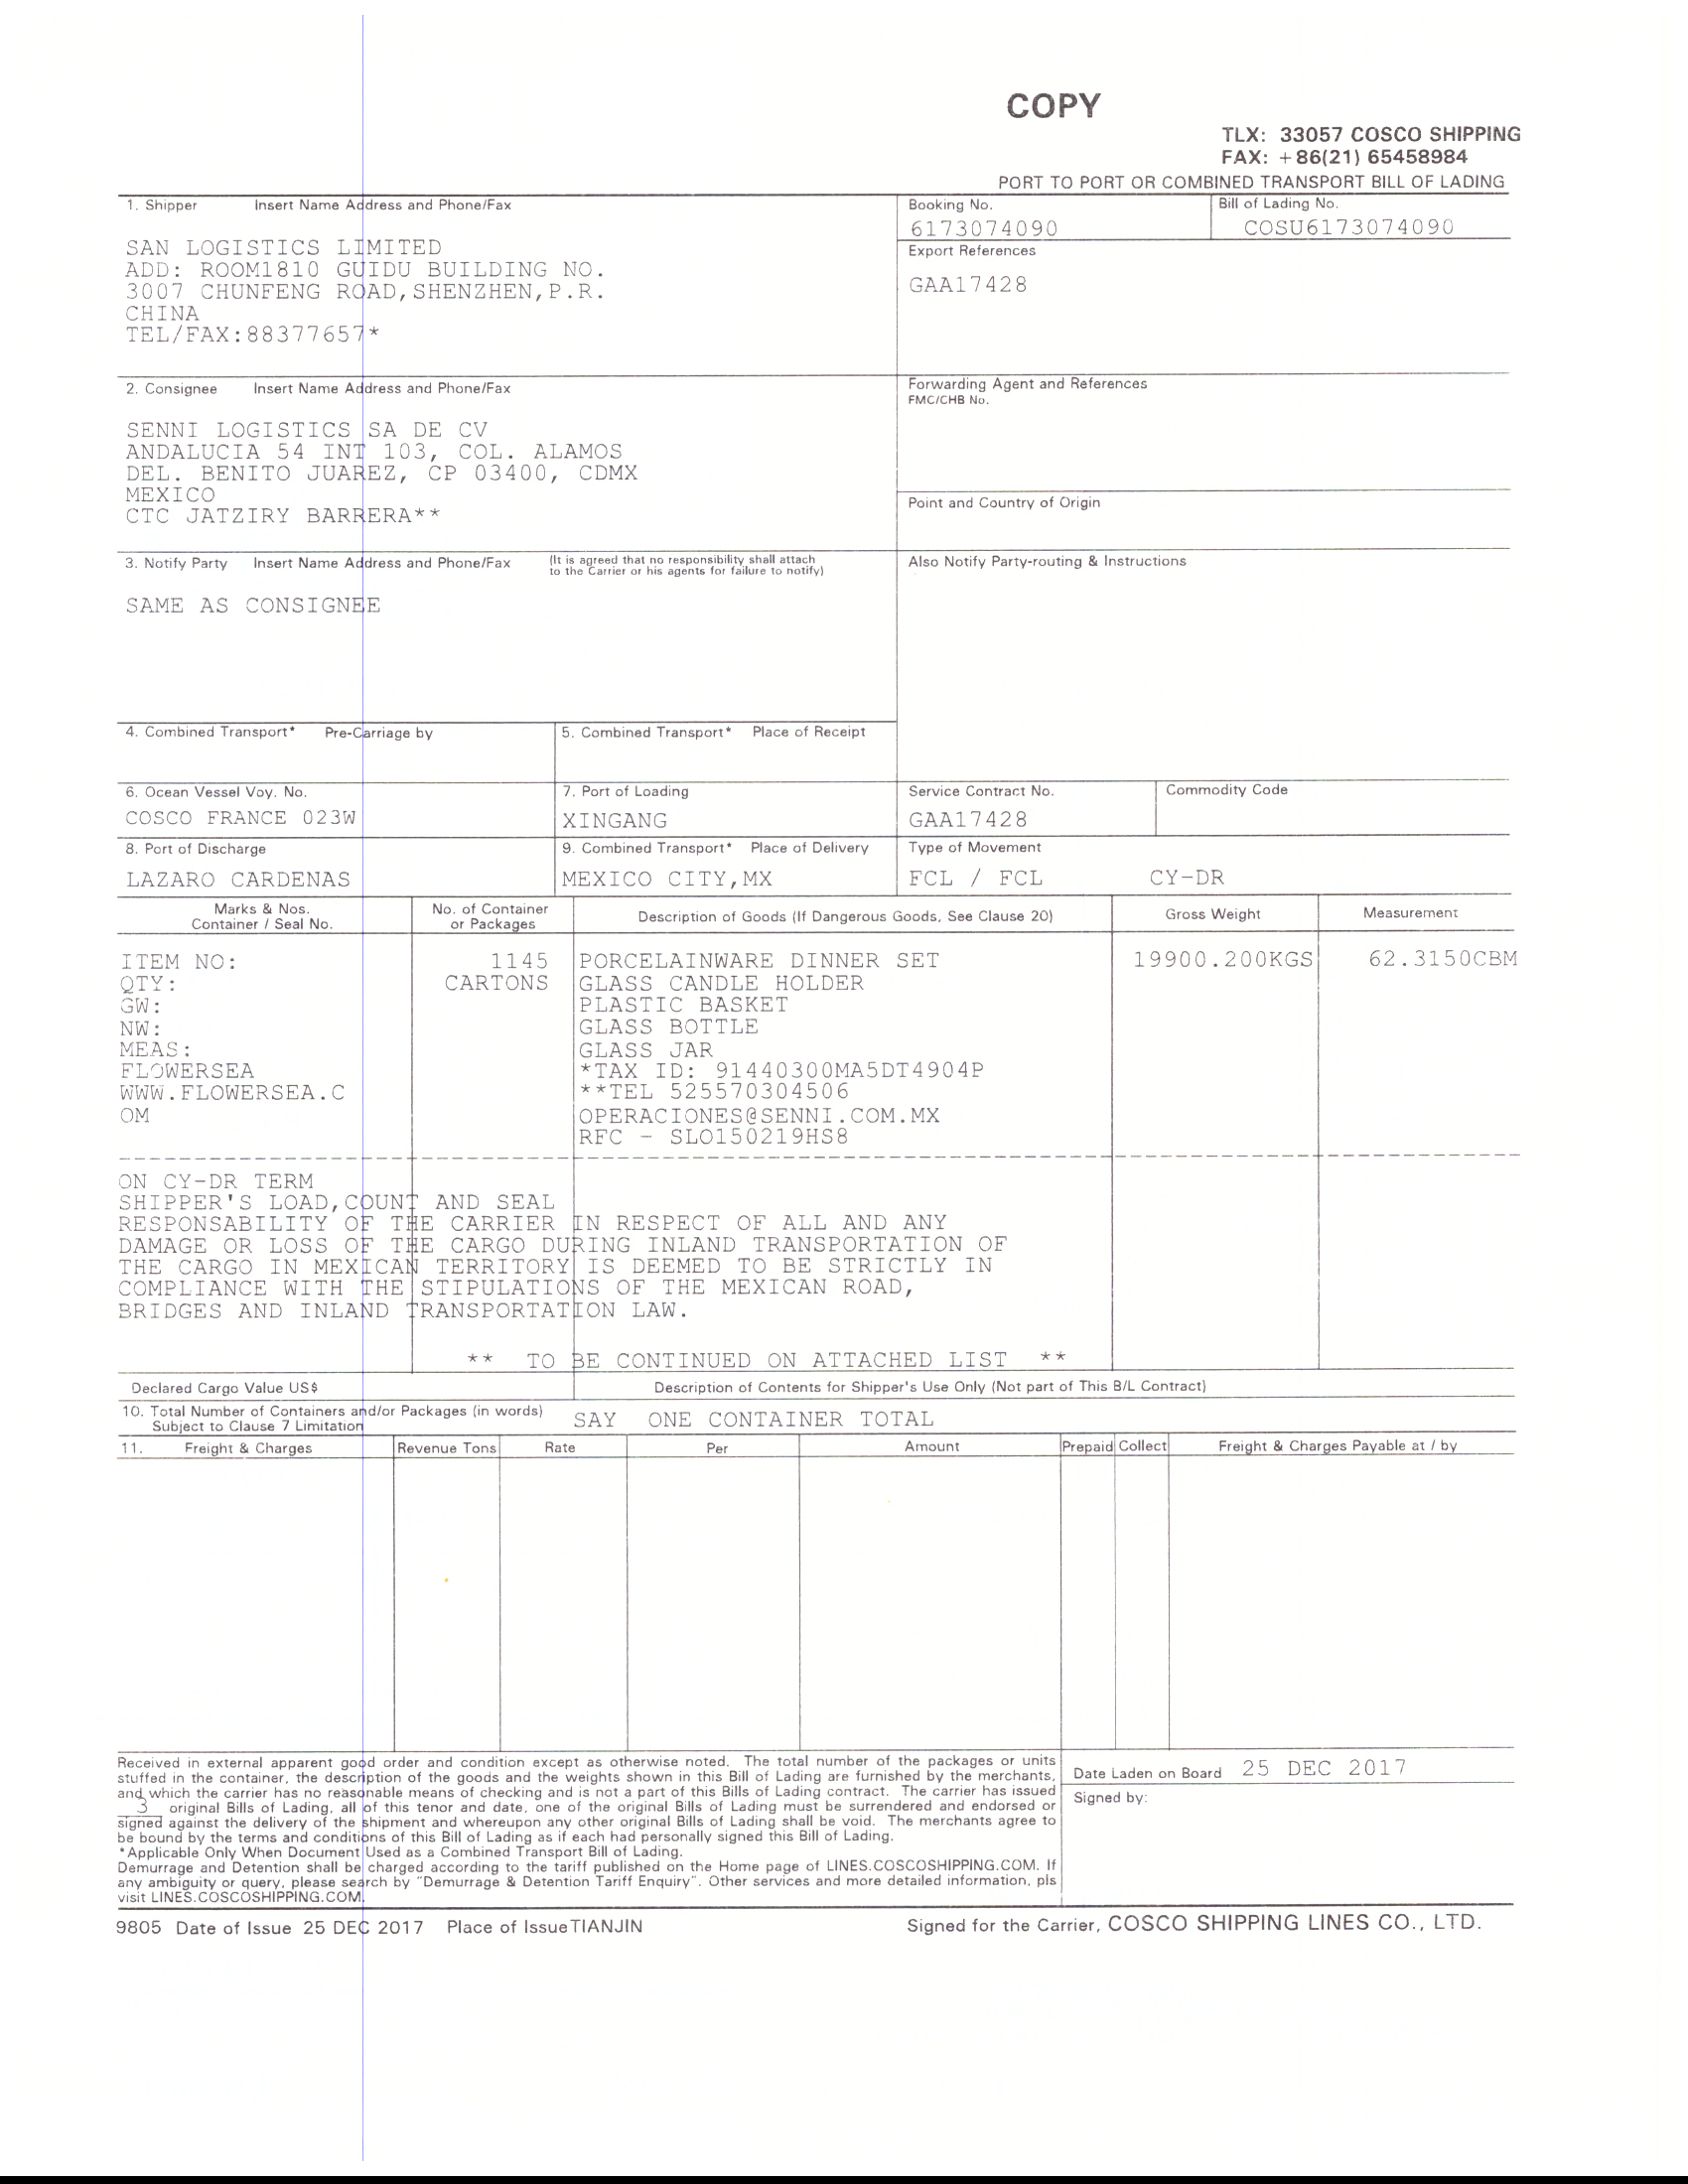 COPY
TLX: 33057 COSCO SHIPPING
FAX: +86(21) 65458984
PORT TO PORT OR COMBINED TRANSPORT BILL OF LADING
1. Shipper Insert Name Address and Phone/Fax
SAN LOGISTICS LIMITED
ADD: ROOM1810 GUIDU BUILDING NO.
3007 CHUNFENG ROAD,SHENZHEN,P.R.
CHINA
TEL/FAX:88377657*
Booking No.
6173074090
Bill of Lading No.
COSU6173074090
Export References
GAA17428
2. Consignee Insert Name Address and Phone/Fax
SENNI LOGISTICS SA DE CV
ANDALUCIA 54 INT 103, COL. ALAMOS
DEL. BENITO JUAREZ, CP 03400, CDMX
MEXICO
CTC JATZIRY BARRERA**
Forwarding Agent and References
FMC/CHB No.
Point and Country of Origin
3. Notify Party Insert Name Address and Phone/Fax
(It is agreed that no responsibility shall attach
to the Carrier or his agents for failure to notify)
SAME AS CONSIGNEE
Also Notify Party-routing & Instructions
4. Combined Transport* Pre-Carriage by
5. Combined Transport* Place of Receipt
6. Ocean Vessel Voy. No.
COSCO FRANCE 023W
7. Port of Loading
XINGANG
Service Contract No.
GAA17428
Commodity Code
8. Port of Discharge
LAZARO CARDENAS
9. Combined Transport* Place of Delivery
MEXICO CITY,MX
Type of Movement
FCL / FCL CY-DR
Marks & Nos.
Container / Seal No.
No. of Container
or Packages
Description of Goods (If Dangerous Goods, See Clause 20)
Gross Weight
Measurement
ITEM NO: 1145 PORCELAINWARE DINNER SET 19900.200KGS 62.3150CBM
QTY: CARTONS GLASS CANDLE HOLDER
GW: PLASTIC BASKET
NW: GLASS BOTTLE
MEAS: GLASS JAR
FLOWERSEA *TAX ID: 91440300MA5DT4904P
WWW.FLOWERSEA.C **TEL 525570304506
OM OPERACIONES@SENNI.COM.MX
RFC - SLO150219HS8
ON CY-DR TERM
SHIPPER'S LOAD,COUNT AND SEAL
RESPONSABILITY OF THE CARRIER IN RESPECT OF ALL AND ANY
DAMAGE OR LOSS OF THE CARGO DURING INLAND TRANSPORTATION OF
THE CARGO IN MEXICAN TERRITORY IS DEEMED TO BE STRICTLY IN
COMPLIANCE WITH THE STIPULATIONS OF THE MEXICAN ROAD,
BRIDGES AND INLAND TRANSPORTATION LAW.
** TO BE CONTINUED ON ATTACHED LIST **
Declared Cargo Value US$
Description of Contents for Shipper's Use Only (Not part of This B/L Contract)
10. Total Number of Containers and/or Packages (in words)
Subject to Clause 7 Limitation
SAY ONE CONTAINER TOTAL
11. Freight & Charges Revenue Tons Rate Per Amount Prepaid Collect Freight & Charges Payable at / by
Received in external apparent good order and condition except as otherwise noted. The total number of the packages or units
stuffed in the container, the description of the goods and the weights shown in this Bill of Lading are furnished by the merchants,
and which the carrier has no reasonable means of checking and is not a part of this Bills of Lading contract. The carrier has issued
3 original Bills of Lading, all of this tenor and date, one of the original Bills of Lading must be surrendered and endorsed or
signed against the delivery of the shipment and whereupon any other original Bills of Lading shall be void. The merchants agree to
be bound by the terms and conditions of this Bill of Lading as if each had personally signed this Bill of Lading.
*Applicable Only When Document Used as a Combined Transport Bill of Lading.
Demurrage and Detention shall be charged according to the tariff published on the Home page of LINES.COSCOSHIPPING.COM. If
any ambiguity or query, please search by "Demurrage & Detention Tariff Enquiry". Other services and more detailed information, pls
visit LINES.COSCOSHIPPING.COM.
Date Laden on Board 25 DEC 2017
Signed by:
9805 Date of Issue 25 DEC 2017 Place of Issue TIANJIN
Signed for the Carrier, COSCO SHIPPING LINES CO., LTD.